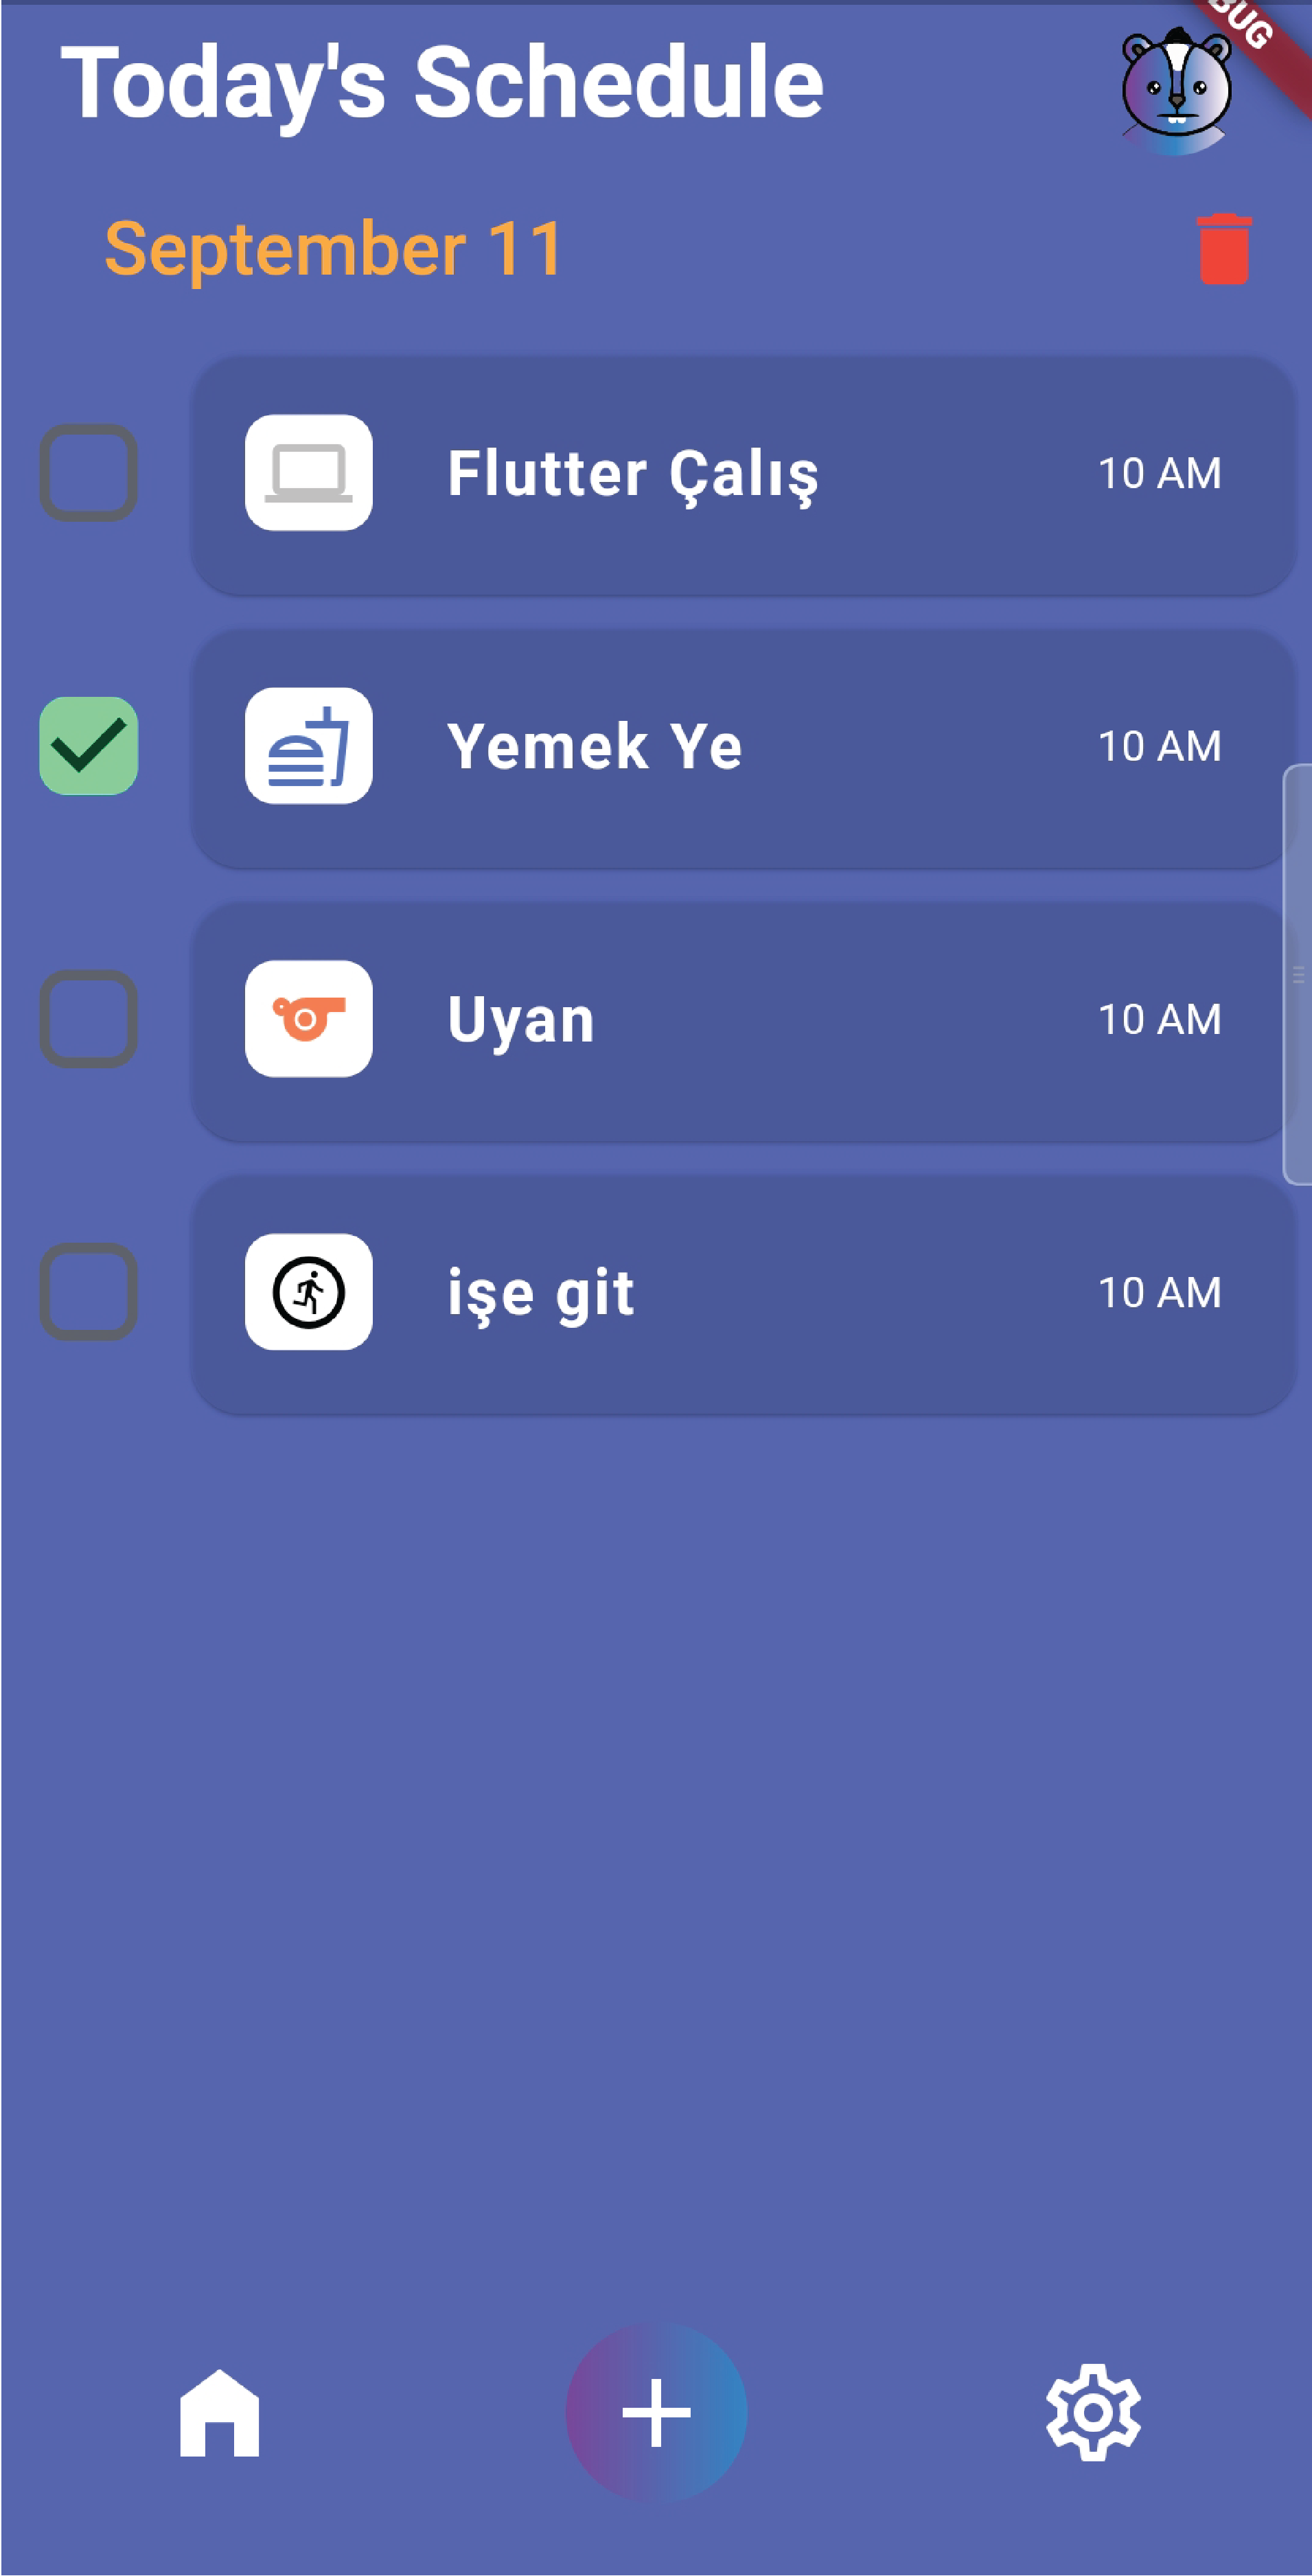 Today's Schedule
BUG
September 11
Flutter Çalış
10 AM
Yemek Ye
10 AM
Uyan
10 AM
işe git
10 AM